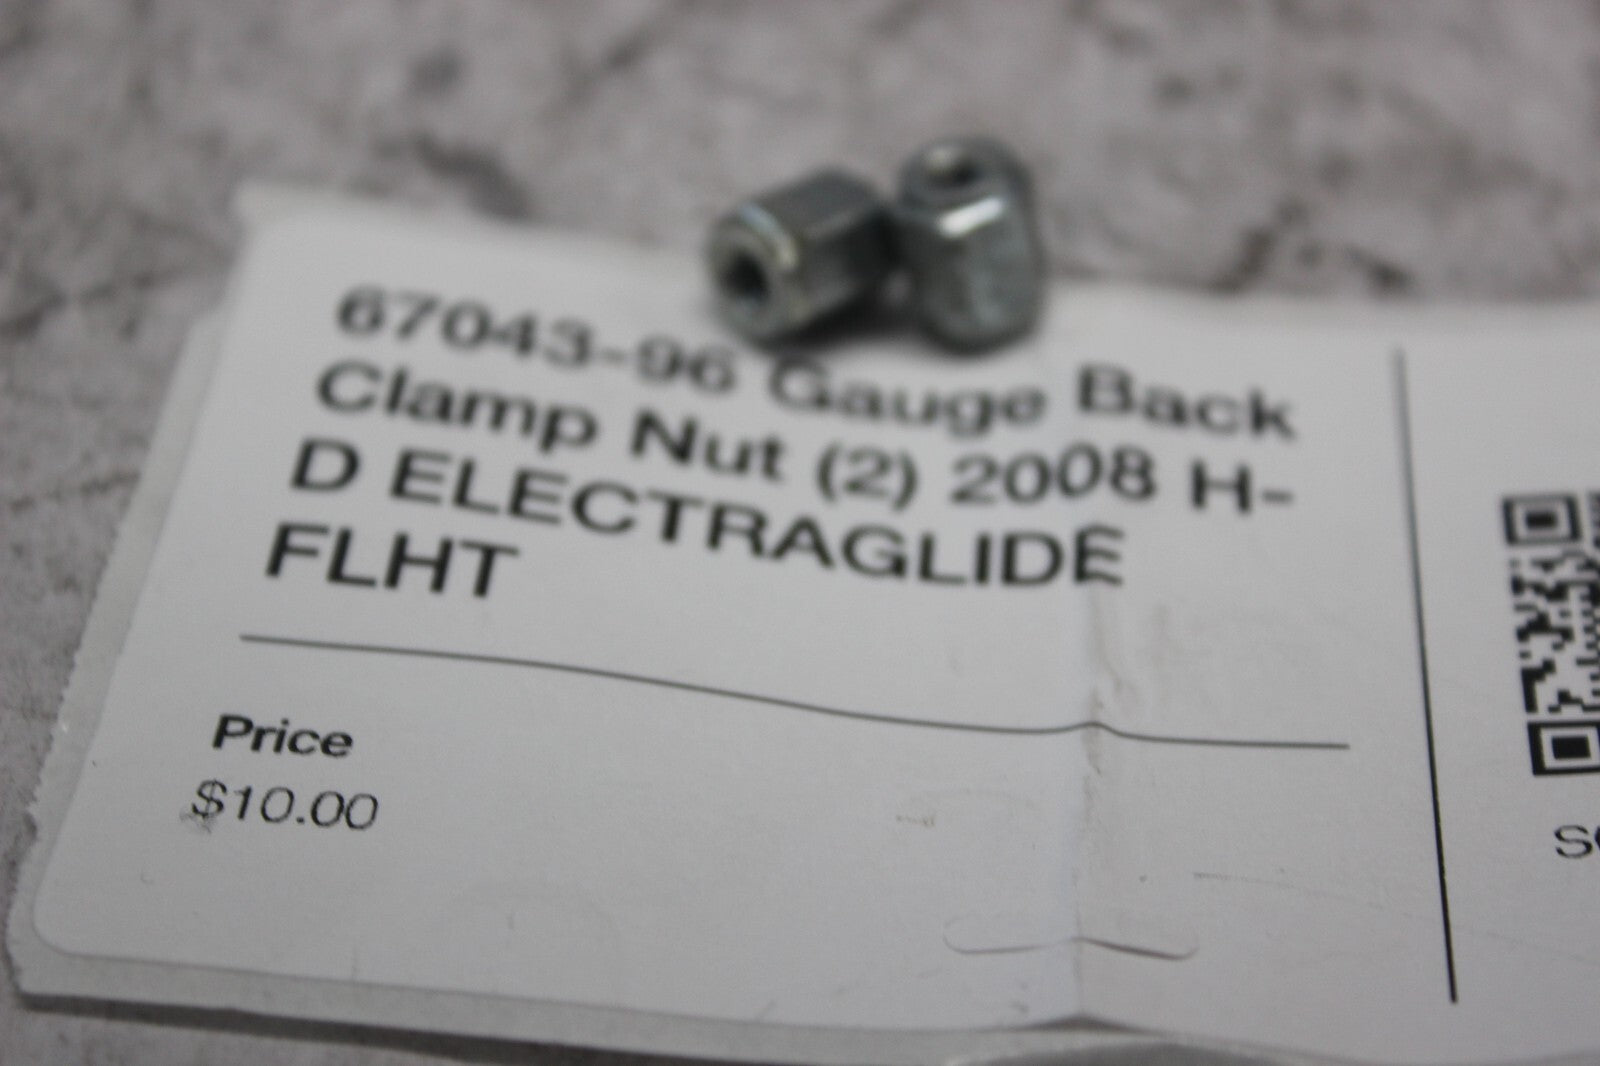 67043-96 Gauge Back
Clamp Nut (2) 2008 H-
D ELECTRAGLIDE
FLHT
Price
$10.00